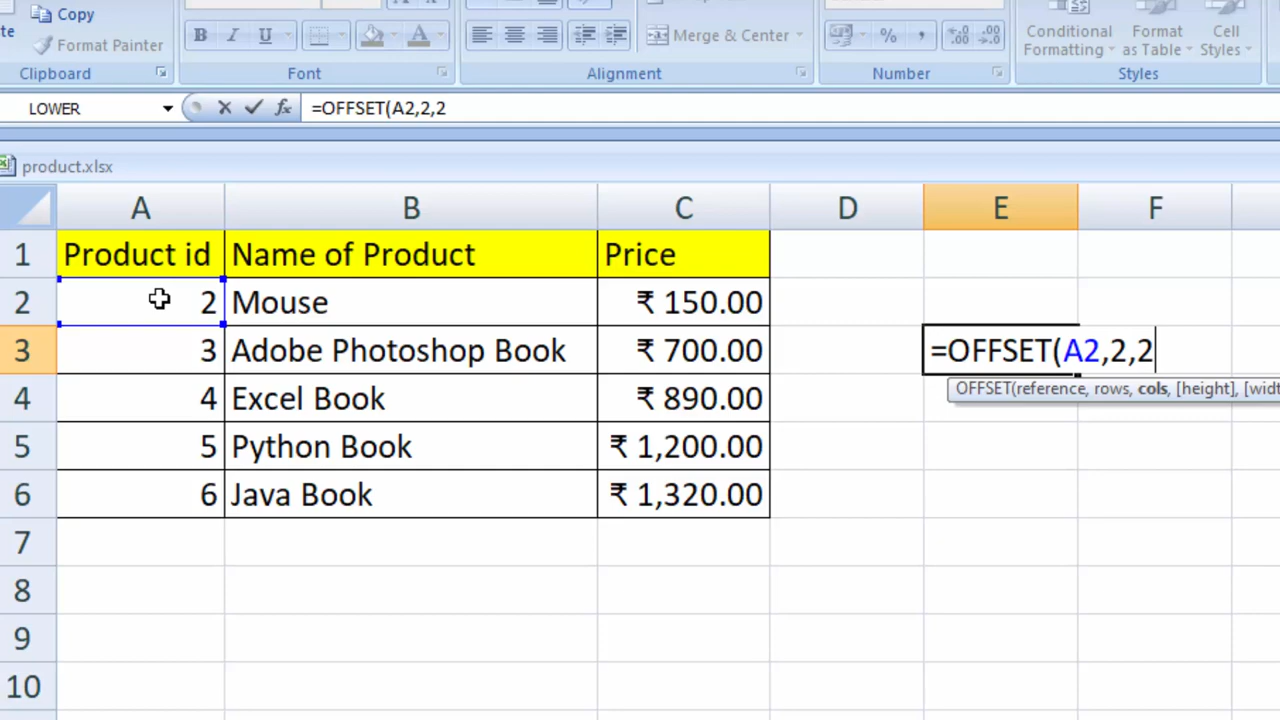 Copy
Format Painter
B I U
Merge & Center
% ,
Conditional Formatting
Format as Table
Cell Styles
Clipboard
Font
Alignment
Number
Styles
LOWER
fx
=OFFSET(A2,2,2
product.xlsx
A B C D E F
1 Product id Name of Product Price
2 2 Mouse ₹ 150.00
3 3 Adobe Photoshop Book ₹ 700.00 =OFFSET(A2,2,2
OFFSET(reference, rows, cols, [height], [widt
4 4 Excel Book ₹ 890.00
5 5 Python Book ₹ 1,200.00
6 6 Java Book ₹ 1,320.00
7
8
9
10